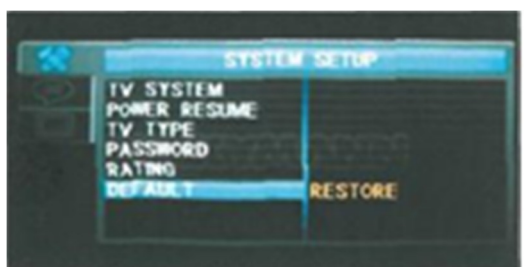 SYSTEM SETUP
TV SYSTEM
POWER RESUME
TV TYPE
PASSWORD
RATING
DEFAULT RESTORE